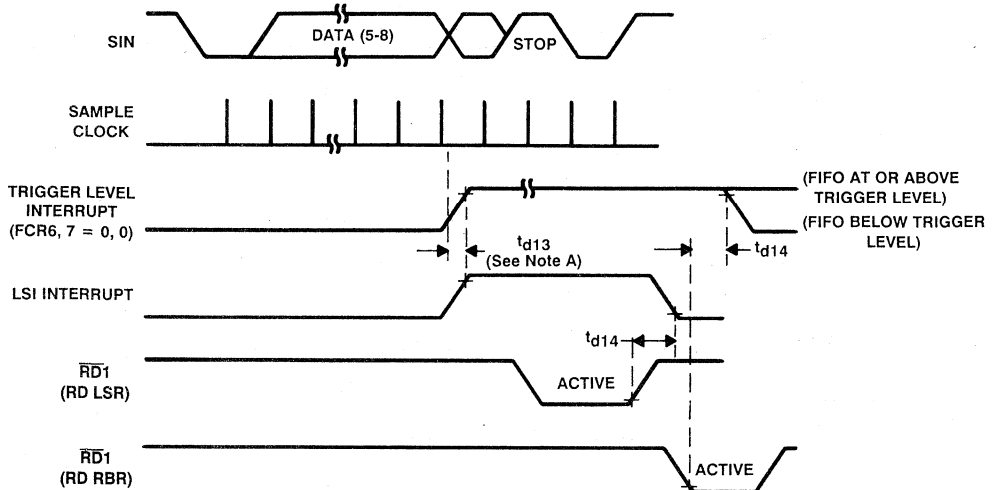 SIN
DATA (5-8)
STOP
SAMPLE
CLOCK
TRIGGER LEVEL
INTERRUPT
(FCR6, 7 = 0, 0)
(FIFO AT OR ABOVE
TRIGGER LEVEL)
(FIFO BELOW TRIGGER
LEVEL)
td13
(See Note A)
td14
LSI INTERRUPT
td14
RD1
(RD LSR)
ACTIVE
RD1
(RD RBR)
ACTIVE